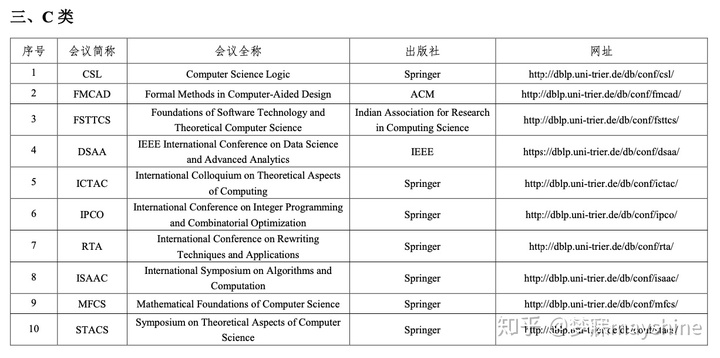 三、C 类
序号 会议简称 会议全称 出版社 网址
1 CSL Computer Science Logic Springer http://dblp.uni-trier.de/db/conf/csl/
2 FMCAD Formal Methods in Computer-Aided Design ACM http://dblp.uni-trier.de/db/conf/fmcad/
3 FSTTCS Foundations of Software Technology and Theoretical Computer Science Indian Association for Research in Computing Science http://dblp.uni-trier.de/db/conf/fsttcs/
4 DSAA IEEE International Conference on Data Science and Advanced Analytics IEEE https://dblp.uni-trier.de/db/conf/dsaa/
5 ICTAC International Colloquium on Theoretical Aspects of Computing Springer http://dblp.uni-trier.de/db/conf/ictac/
6 IPCO International Conference on Integer Programming and Combinatorial Optimization Springer http://dblp.uni-trier.de/db/conf/ipco/
7 RTA International Conference on Rewriting Techniques and Applications Springer http://dblp.uni-trier.de/db/conf/rta/
8 ISAAC International Symposium on Algorithms and Computation Springer http://dblp.uni-trier.de/db/conf/isaac/
9 MFCS Mathematical Foundations of Computer Science Springer http://dblp.uni-trier.de/db/conf/mfcs/
10 STACS Symposium on Theoretical Aspects of Computer Science Springer
知乎